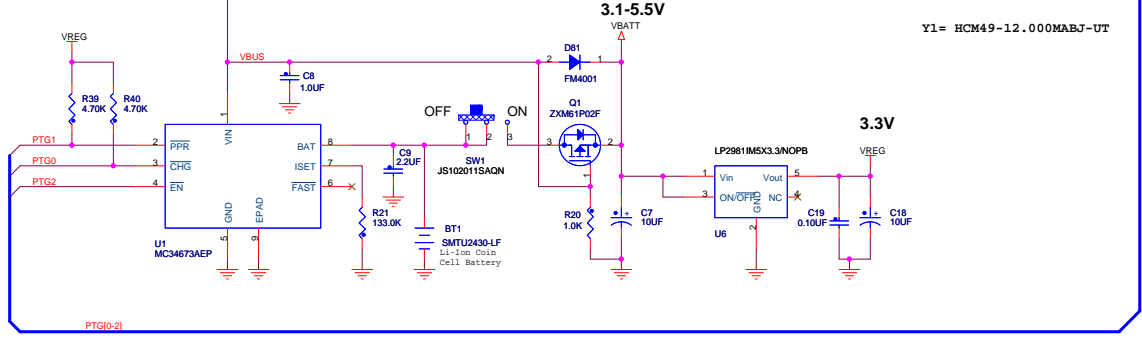 3.1-5.5V
VBATT
Y1= HCM49-12.000MABJ-UT
VREG
VBUS
2 D81 1
FM4001
C8
1.0UF
R39
4.70K
R40
4.70K
OFF ON
Q1
ZXM61P02F
3.3V
PTG1
PTG0
PTG2
1
VIN
2 PPR
3 CHG
4 EN
BAT 8
ISET 7
FAST 6
GND
EPAD
5 9
U1
MC34673AEP
C9
2.2UF
1 2 3
SW1
JS102011SAQN
3 2
1
R21
133.0K
BT1
SMTU2430-LF
Li-Ion Coin
Cell Battery
R20
1.0K
C7
10UF
LP2981IM5X3.3/NOPB
VREG
1 Vin Vout 5
3 ON/OFF NC 4
GND
2
U6
C19
0.10UF
C18
10UF
PTG[0-2]